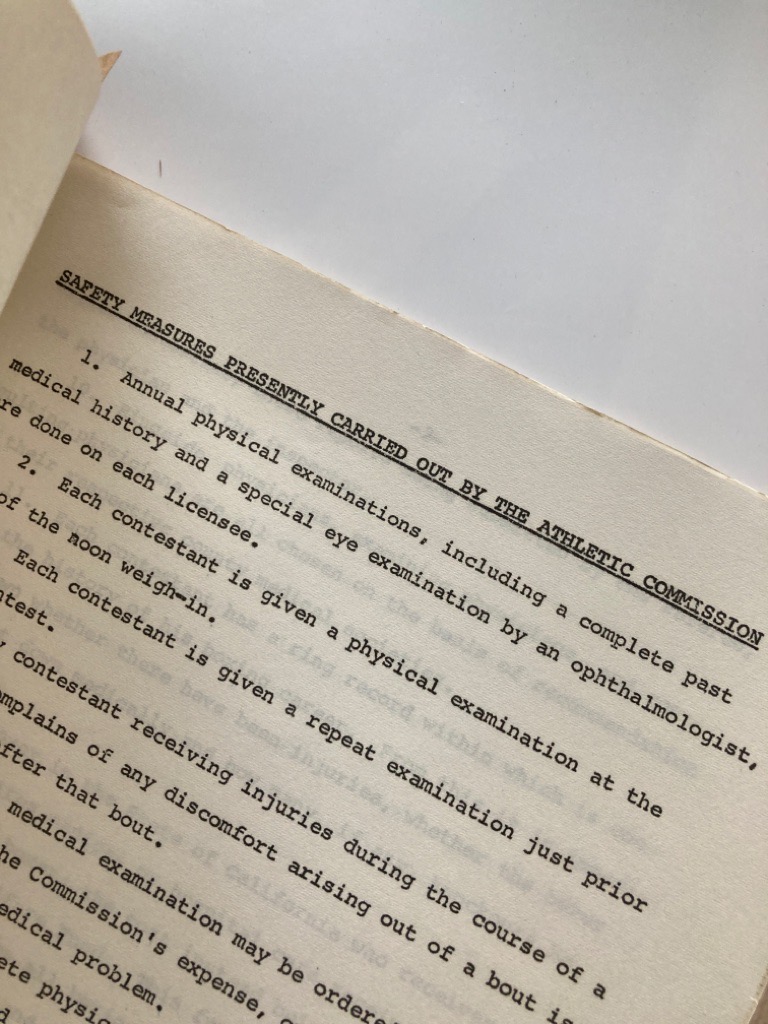 SAFETY MEASURES PRESENTLY CARRIED OUT BY THE ATHLETIC COMMISSION
1. Annual physical examinations, including a complete past
medical history and a special eye examination by an ophthalmologist,
re done on each licensee.
2. Each contestant is given a physical examination at the
of the noon weigh-in.
Each contestant is given a repeat examination just prior
ntest.
y contestant receiving injuries during the course of a
mplains of any discomfort arising out of a bout is
fter that bout.
medical examination may be ordere
he Commission's expense,
edical problem.
ete physic